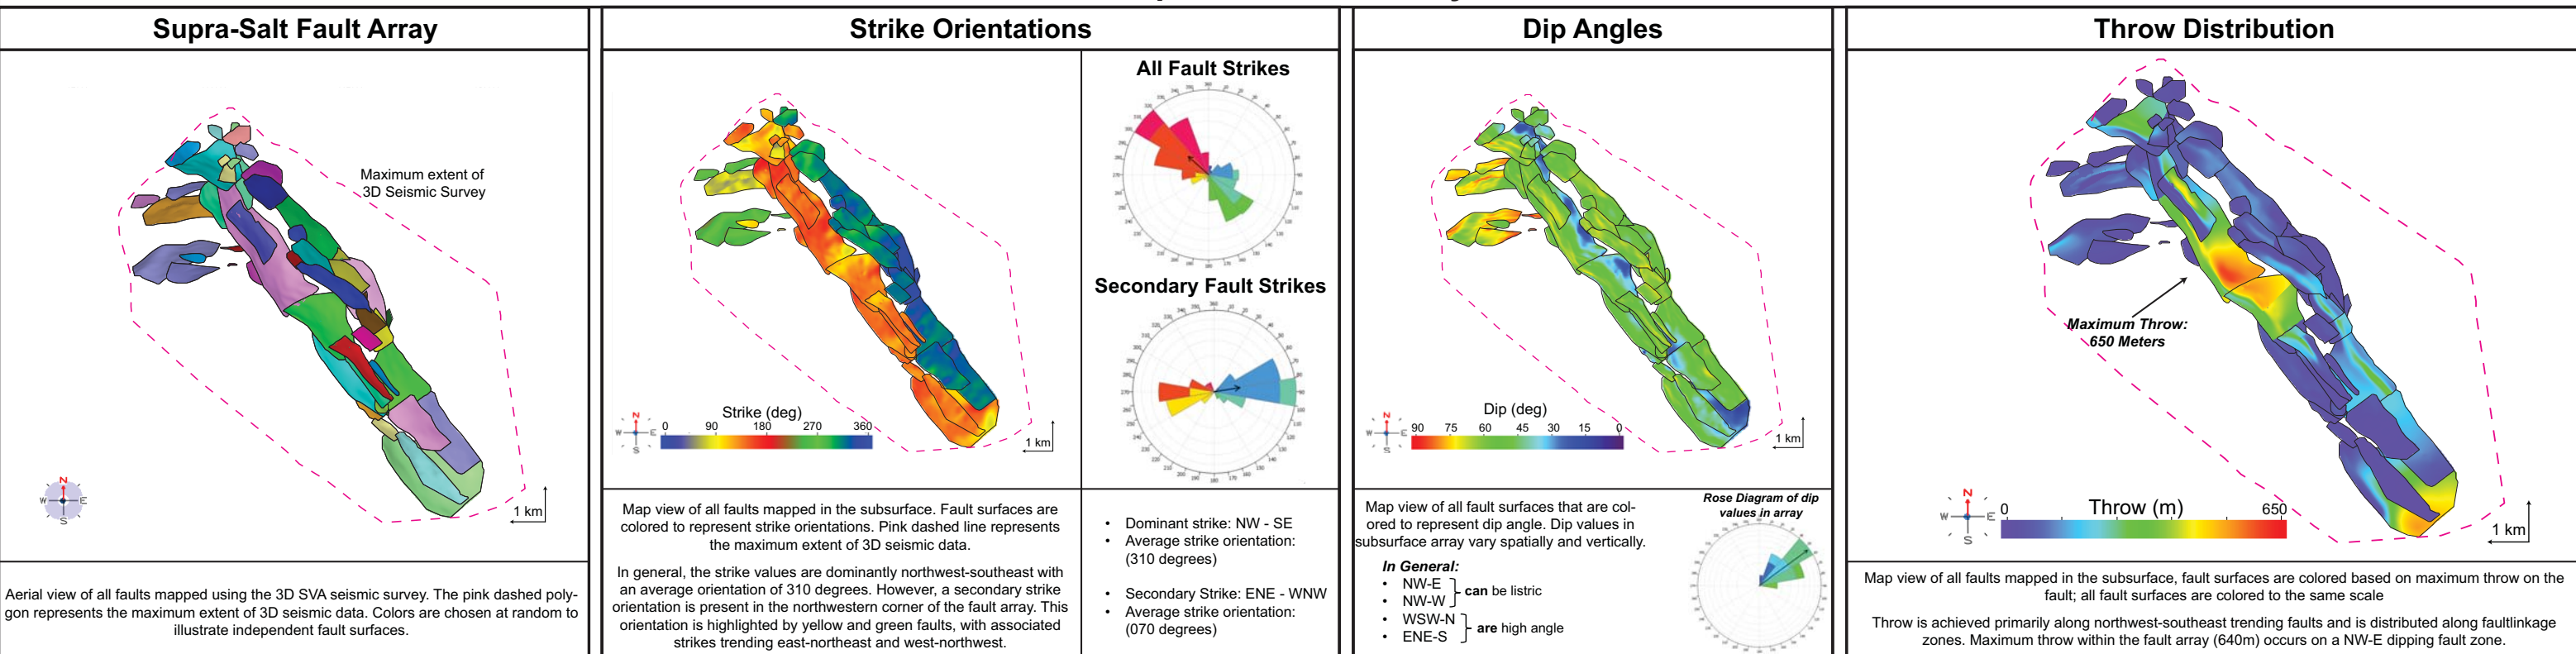 Supra-Salt Fault Array
Maximum extent of
3D Seismic Survey
N
W
E
S
1 km
Aerial view of all faults mapped using the 3D SVA seismic survey. The pink dashed poly-
gon represents the maximum extent of 3D seismic data. Colors are chosen at random to
illustrate independent fault surfaces.
Strike Orientations
Strike (deg)
0 90 180 270 360
N
W
E
S
1 km
All Fault Strikes
Secondary Fault Strikes
Map view of all faults mapped in the subsurface. Fault surfaces are
colored to represent strike orientations. Pink dashed line represents
the maximum extent of 3D seismic data.
In general, the strike values are dominantly northwest-southeast with
an average orientation of 310 degrees. However, a secondary strike
orientation is present in the northwestern corner of the fault array. This
orientation is highlighted by yellow and green faults, with associated
strikes trending east-northeast and west-northwest.
• Dominant strike: NW - SE
• Average strike orientation:
(310 degrees)
• Secondary Strike: ENE - WNW
• Average strike orientation:
(070 degrees)
Dip Angles
Dip (deg)
90 75 60 45 30 15 0
N
W
E
S
1 km
Map view of all fault surfaces that are col-
ored to represent dip angle. Dip values in
subsurface array vary spatially and vertically.
In General:
• NW-E
• NW-W
can be listric
• WSW-N
• ENE-S
are high angle
Rose Diagram of dip
values in array
Throw Distribution
Maximum Throw:
650 Meters
0 Throw (m) 650
N
W
E
S
1 km
Map view of all faults mapped in the subsurface, fault surfaces are colored based on maximum throw on the
fault; all fault surfaces are colored to the same scale
Throw is achieved primarily along northwest-southeast trending faults and is distributed along faultlinkage
zones. Maximum throw within the fault array (640m) occurs on a NW-E dipping fault zone.